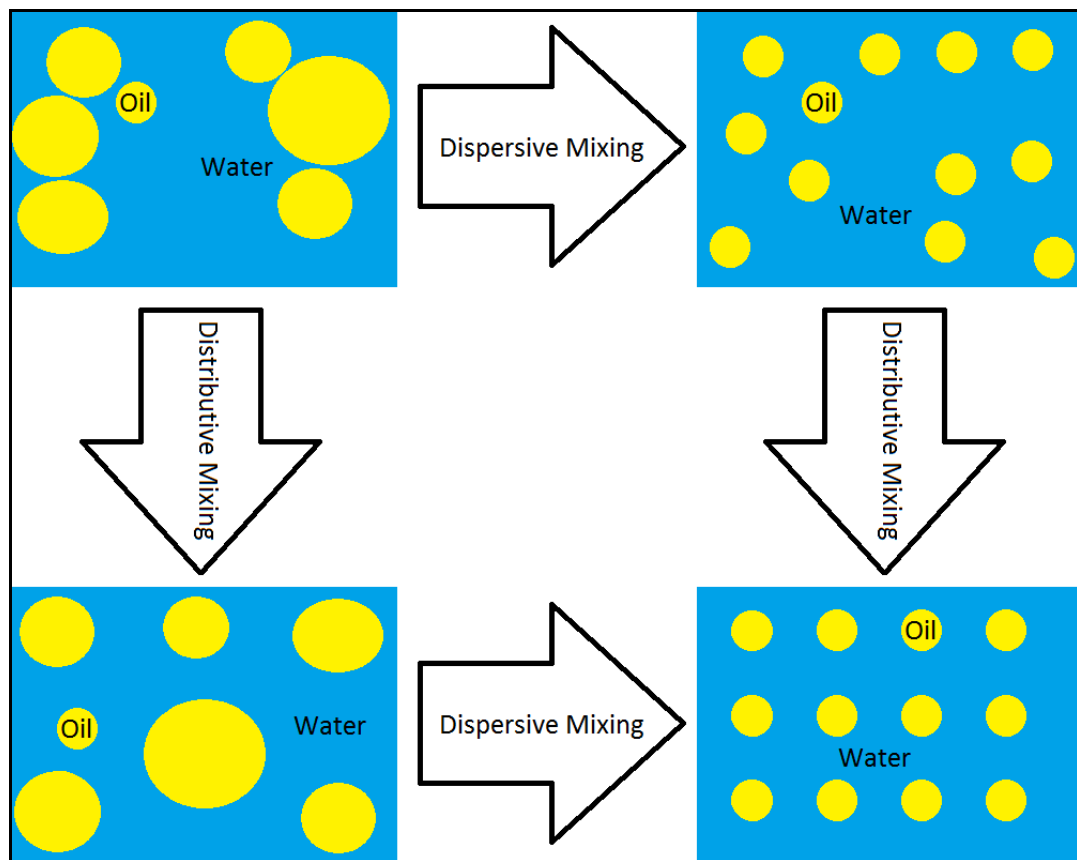 Oil
Water
Dispersive Mixing
Oil
Water
Distributive Mixing
Distributive Mixing
Oil
Water
Dispersive Mixing
Oil
Water